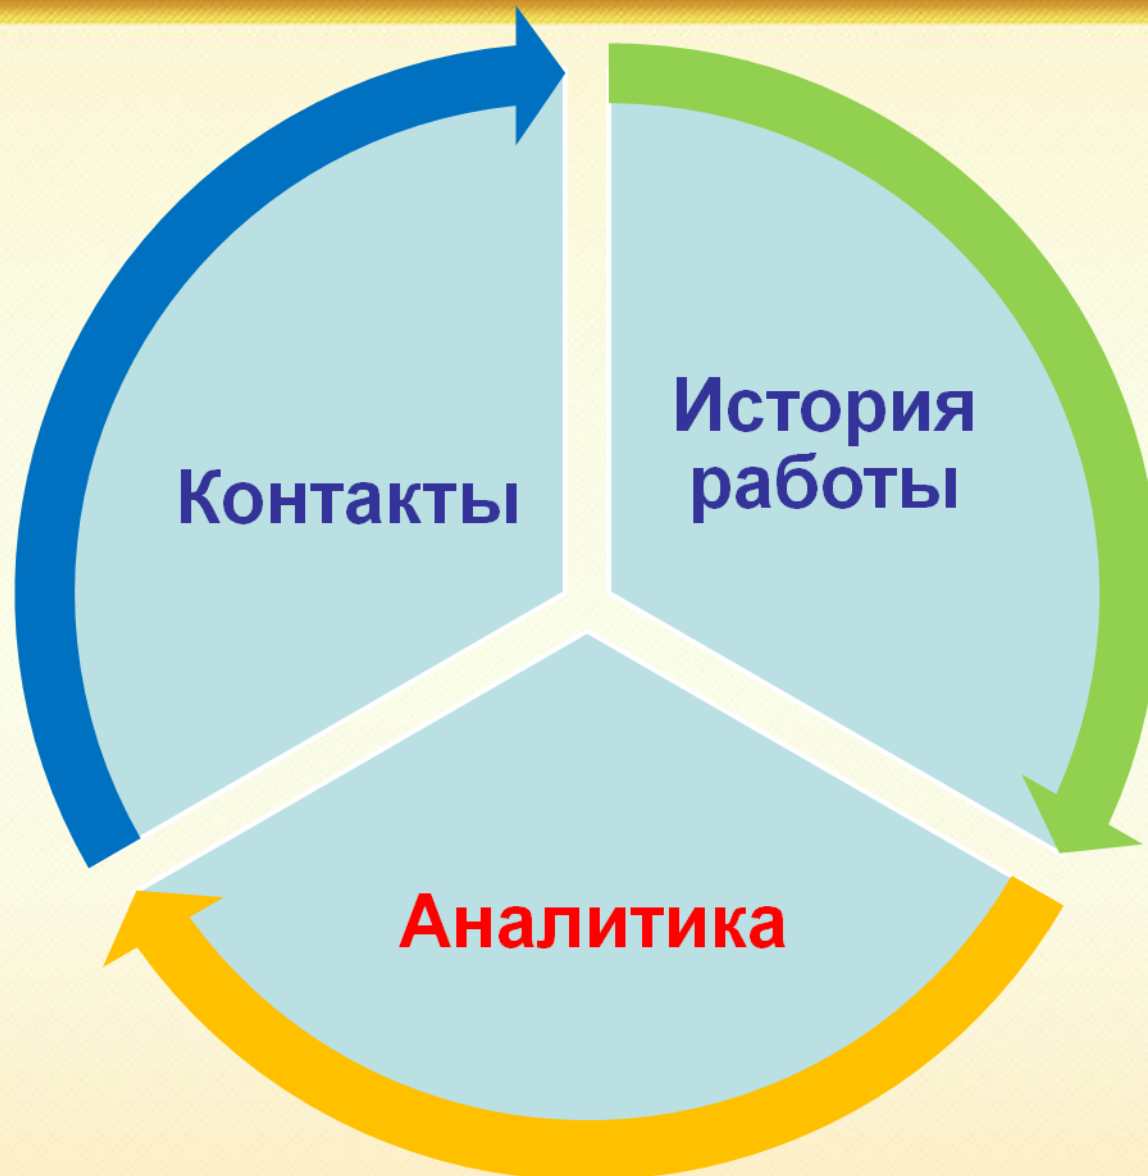 История
работы
Контакты
Аналитика